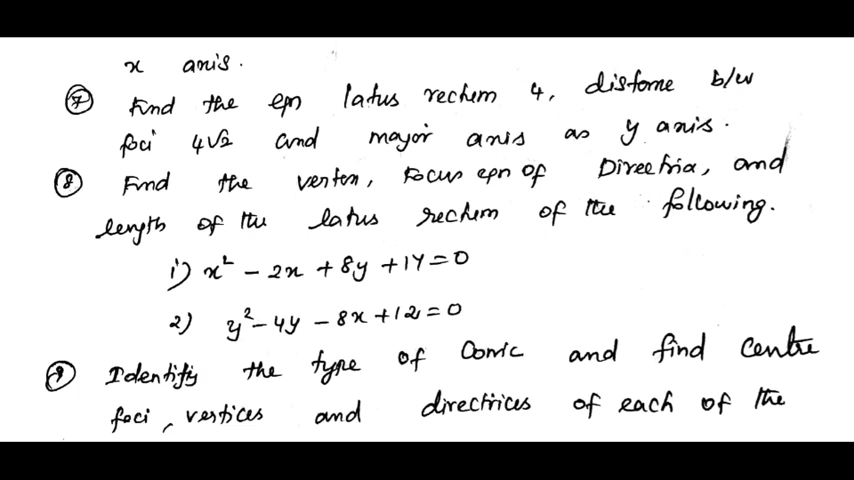 x axis.
⑦ Find the eqn latus rectum 4, distance b/w
foci 4√2 and major axis as y axis.
⑧ Find the vertex, Focus eqn of Directrix, and
length of the latus rectum of the following.
i) x² - 2x + 8y + 17 = 0
2) y² - 4y - 8x + 12 = 0
⑨ Identify the type of Conic and find centre
foci, vertices and directrices of each of the